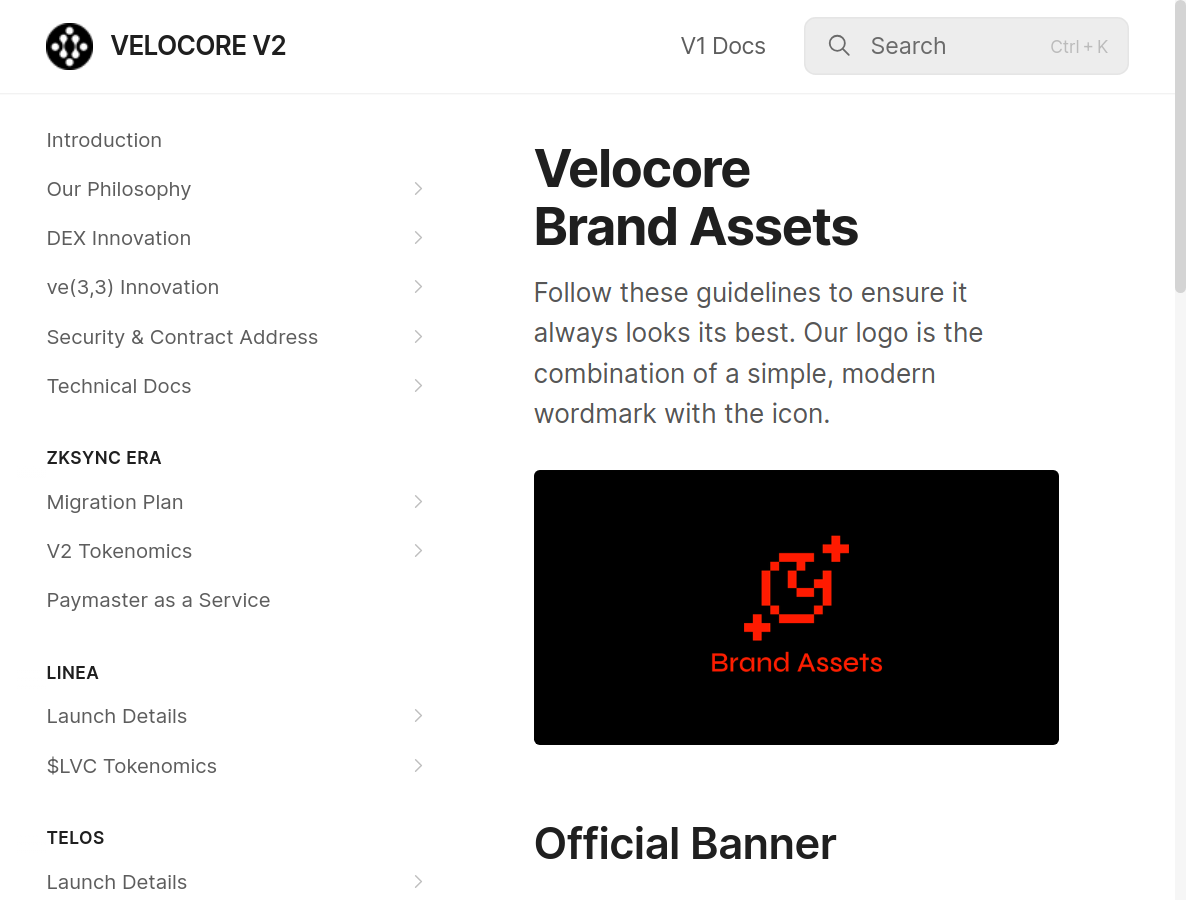 VELOCORE V2
V1 Docs
Search
Ctrl + K
Introduction
Our Philosophy
DEX Innovation
ve(3,3) Innovation
Security & Contract Address
Technical Docs
ZKSYNC ERA
Migration Plan
V2 Tokenomics
Paymaster as a Service
LINEA
Launch Details
$LVC Tokenomics
TELOS
Launch Details
Velocore
Brand Assets
Follow these guidelines to ensure it
always looks its best. Our logo is the
combination of a simple, modern
wordmark with the icon.
Brand Assets
Official Banner